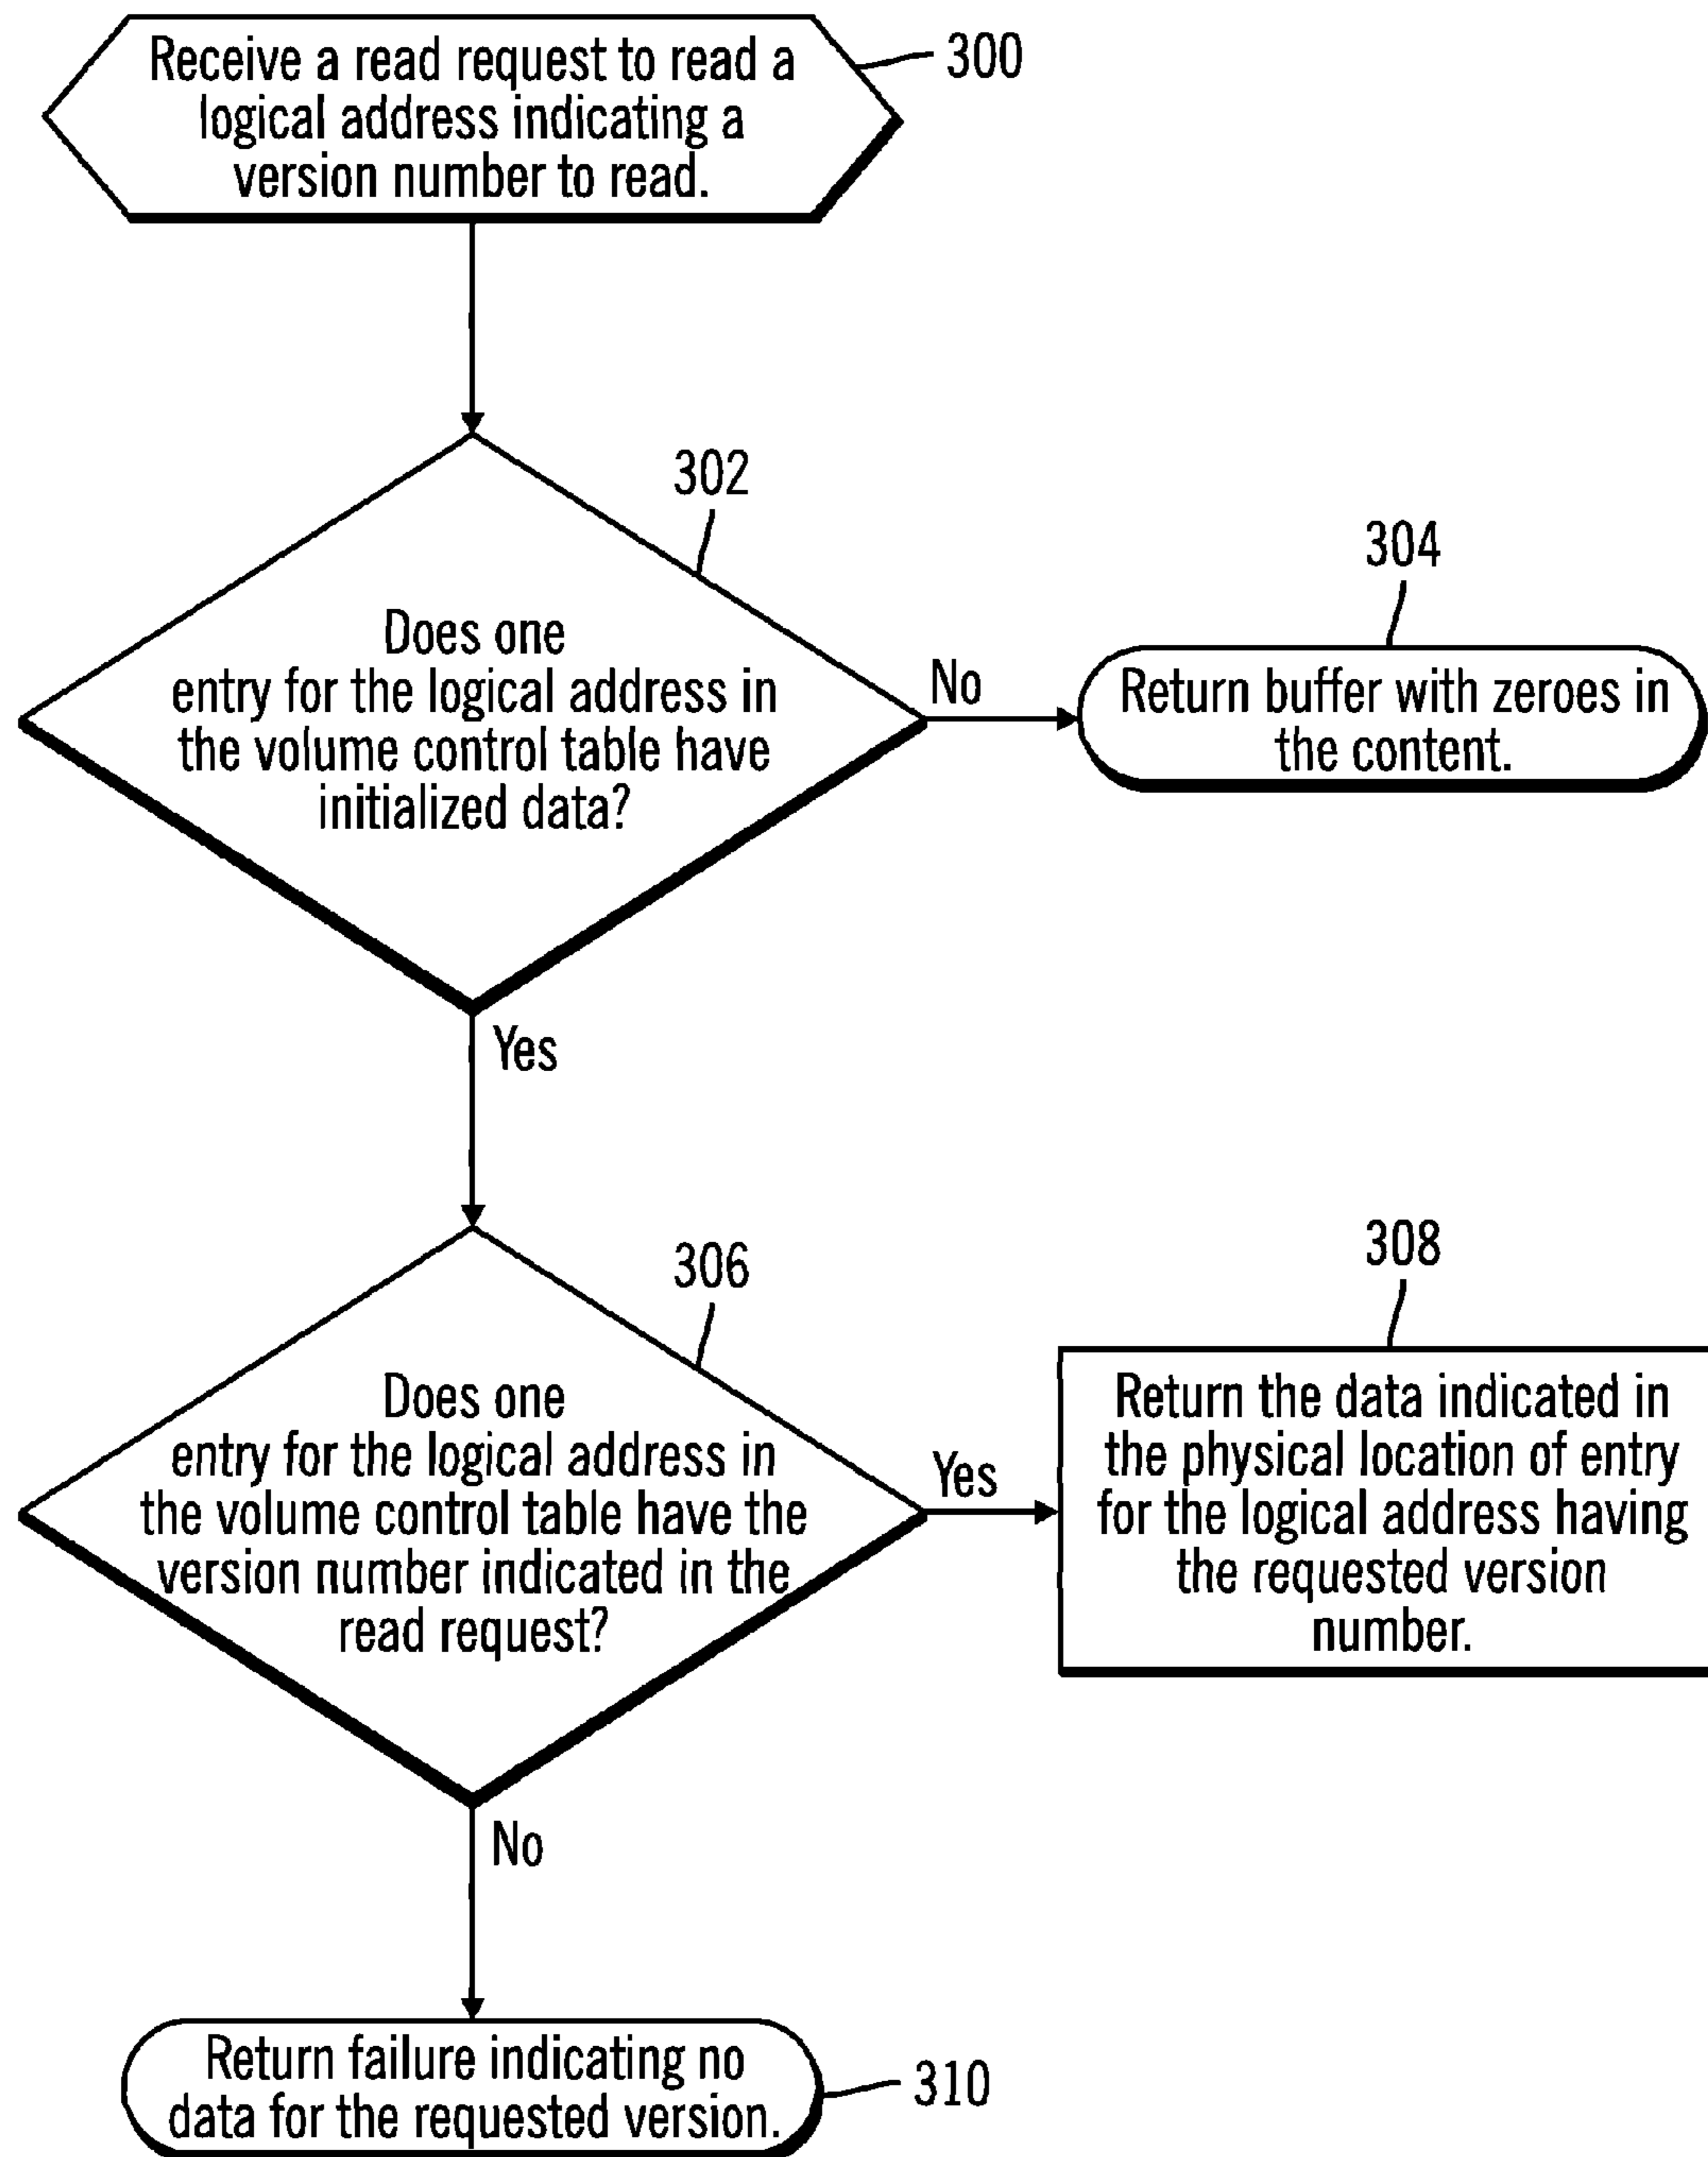 Receive a read request to read a
logical address indicating a
version number to read.
300
302
Does one
entry for the logical address in
the volume control table have
initialized data?
No
304
Return buffer with zeroes in
the content.
Yes
306
Does one
entry for the logical address in
the volume control table have the
version number indicated in the
read request?
Yes
308
Return the data indicated in
the physical location of entry
for the logical address having
the requested version
number.
No
Return failure indicating no
data for the requested version.
310